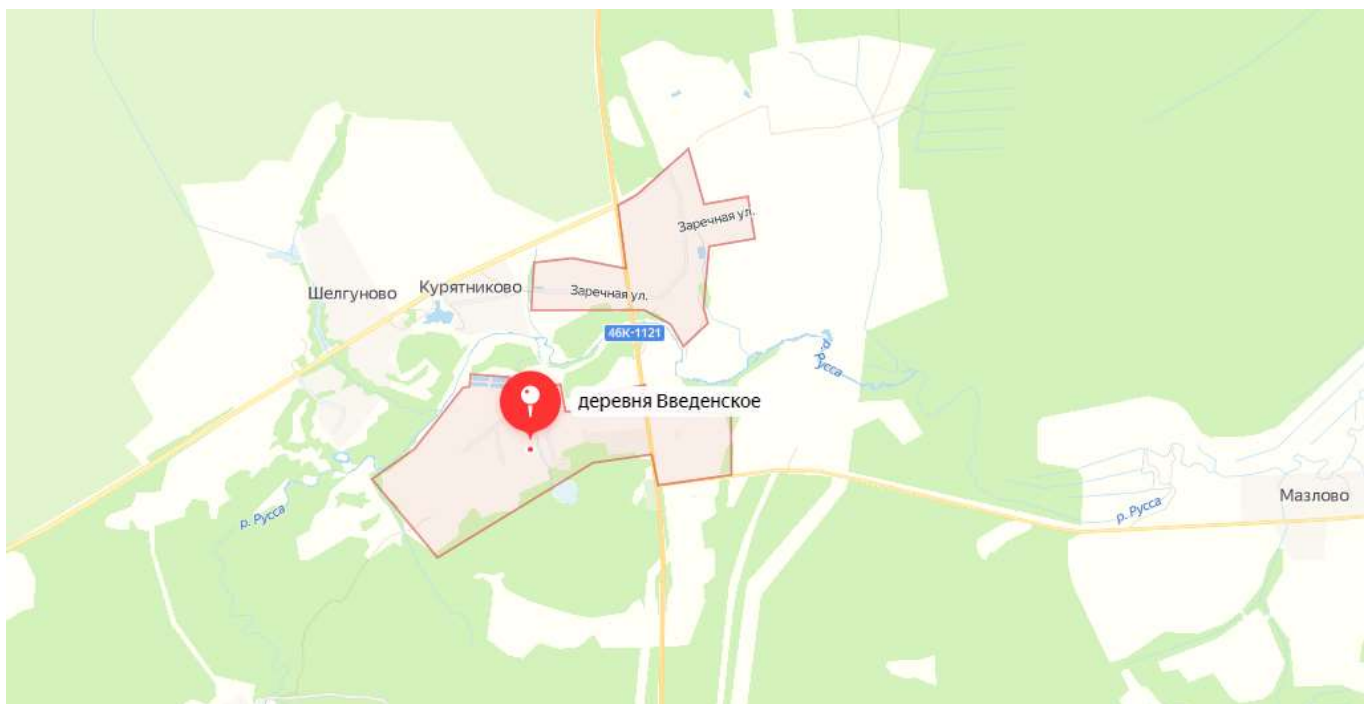 Заречная ул.
Шелгуново
Курятниково
Заречная ул.
46К-1121
р. Русса
деревня Введенское
Мазлово
р. Русса
р. Русса